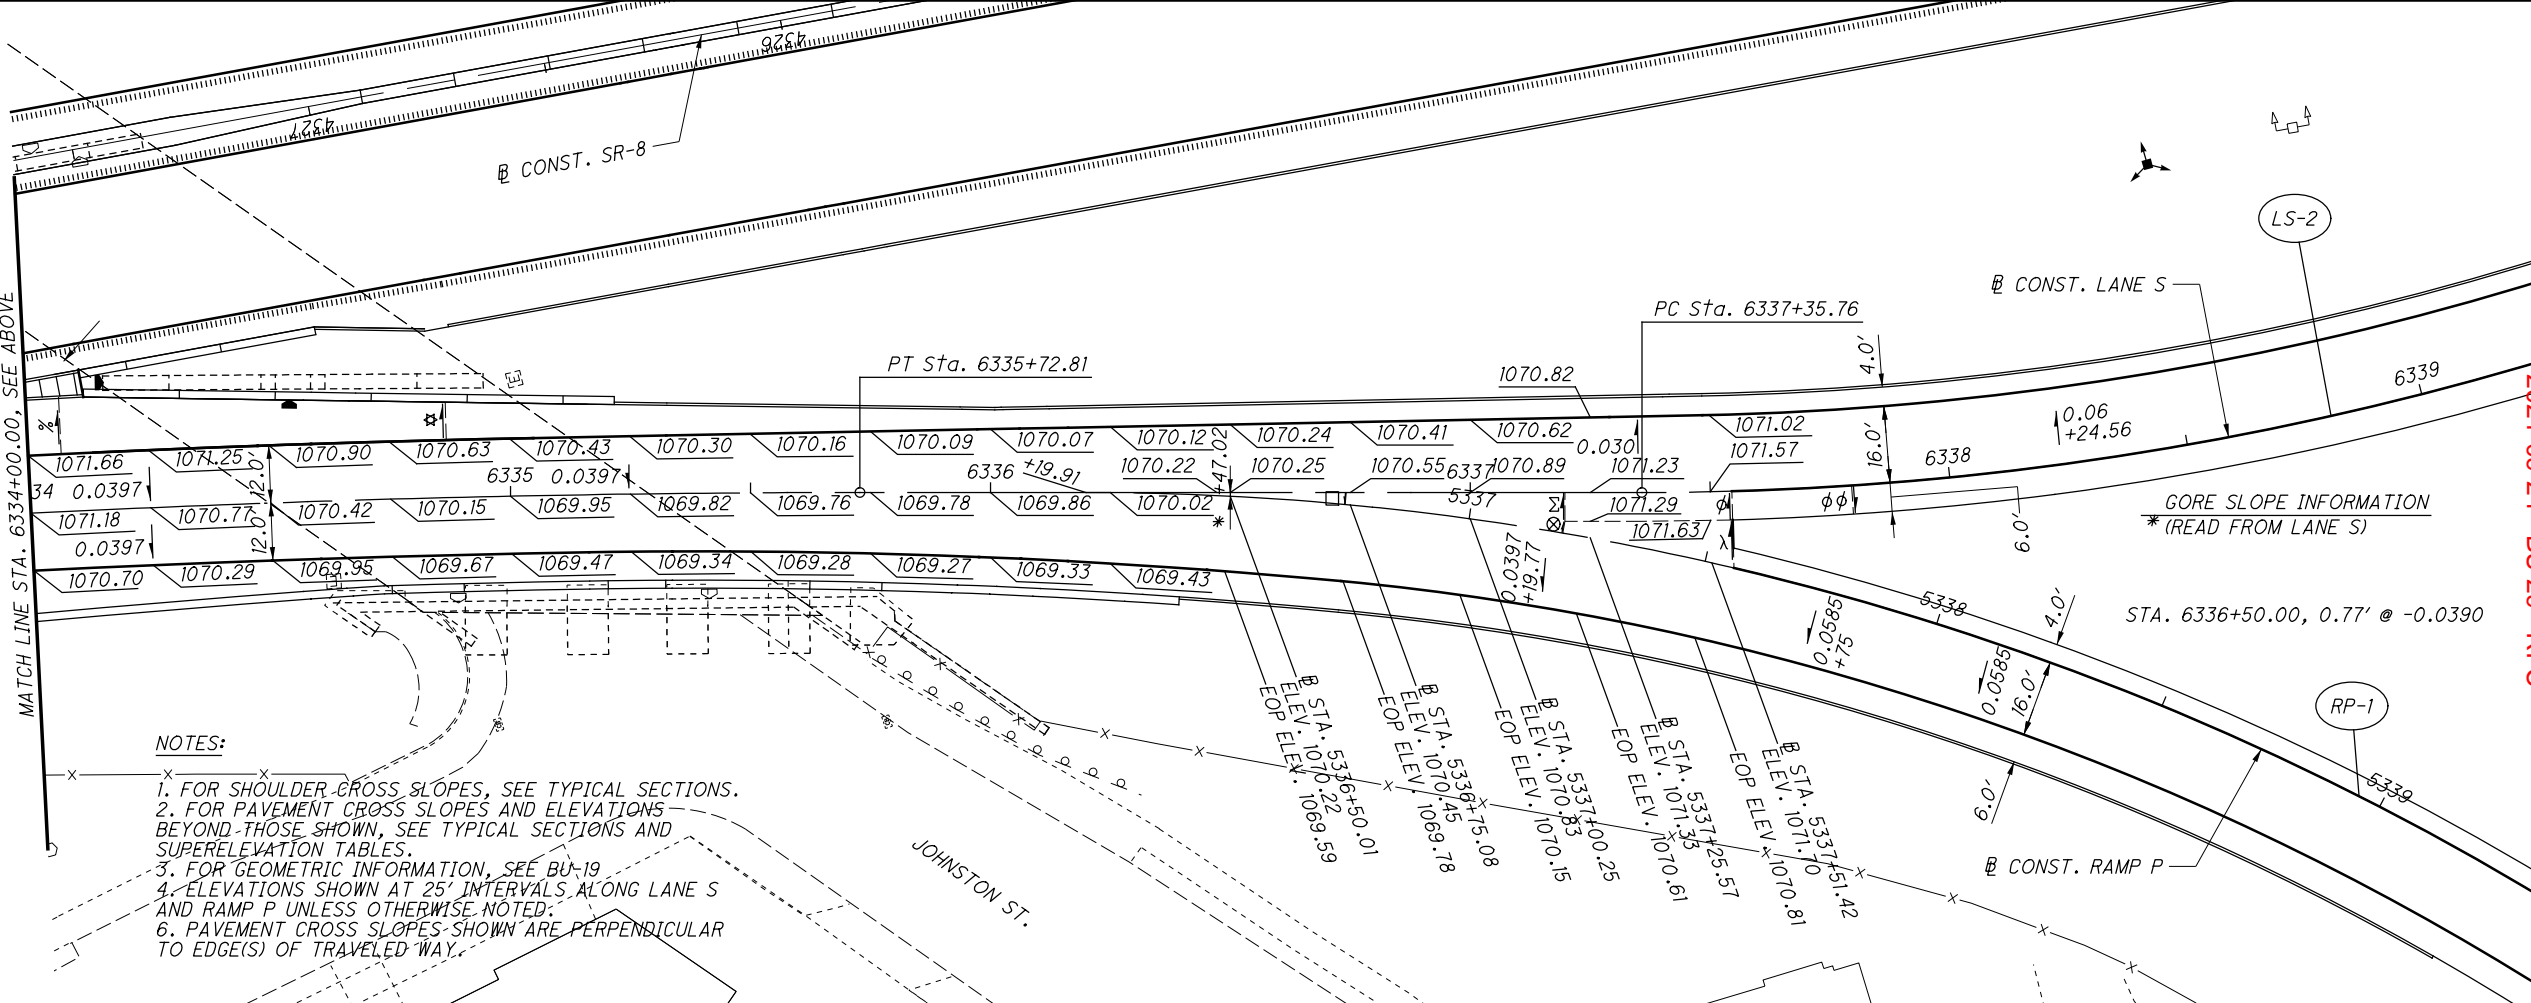 4326
4327
℄ CONST. SR-8
LS-2
℄ CONST. LANE S
PC Sta. 6337+35.76
PT Sta. 6335+72.81
MATCH LINE STA. 6334+00.00, SEE ABOVE
1070.82
4.0'
6339
0.06
+24.56
16.0'
6338
1071.66
1071.25
1070.90
1070.63
1070.43
1070.30
1070.16
1070.09
1070.07
1070.12
1070.24
1070.41
1070.62
0.030
1071.02
34 0.0397
12.0'
6335 0.0397
6336 +19.91
1070.22
+47.02
1070.25
1070.55
6337
1070.89
1071.23
1071.57
1071.18
1070.77
1070.42
1070.15
1069.95
1069.82
1069.76
1069.78
1069.86
1070.02
*
5337
Σ
1071.29
1071.63
ϕ
λ
ϕϕ
6.0'
GORE SLOPE INFORMATION
* (READ FROM LANE S)
0.0397
12.0'
1070.70
1070.29
1069.95
1069.67
1069.47
1069.34
1069.28
1069.27
1069.33
1069.43
0.0397
+19.77
5338
4.0'
STA. 6336+50.00, 0.77' @ -0.0390
0.0585
+75
0.0585
16.0'
RP-1
5339
6.0'
℄ CONST. RAMP P
℄ STA. 5336+50.01
ELEV. 1070.22
EOP ELEV. 1069.59
℄ STA. 5336+75.08
ELEV. 1070.45
EOP ELEV. 1069.78
℄ STA. 5337+00.25
ELEV. 1070.83
EOP ELEV. 1070.15
℄ STA. 5337+25.57
ELEV. 1071.33
EOP ELEV. 1070.61
℄ STA. 5337+51.42
ELEV. 1071.70
EOP ELEV. 1070.81
JOHNSTON ST.
NOTES:
1. FOR SHOULDER CROSS SLOPES, SEE TYPICAL SECTIONS.
2. FOR PAVEMENT CROSS SLOPES AND ELEVATIONS
BEYOND THOSE SHOWN, SEE TYPICAL SECTIONS AND
SUPERELEVATION TABLES.
3. FOR GEOMETRIC INFORMATION, SEE BU-19
4. ELEVATIONS SHOWN AT 25' INTERVALS ALONG LANE S
AND RAMP P UNLESS OTHERWISE NOTED.
6. PAVEMENT CROSS SLOPES SHOWN ARE PERPENDICULAR
TO EDGE(S) OF TRAVELED WAY.